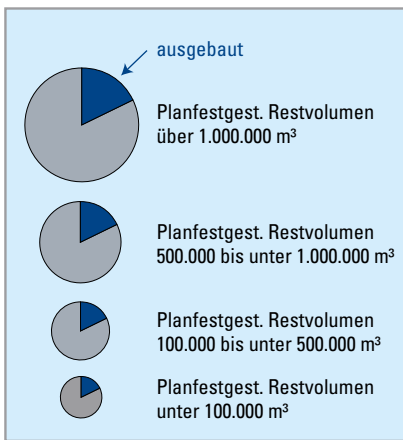 ausgebaut
Planfestgest. Restvolumen
über 1.000.000 m³
Planfestgest. Restvolumen
500.000 bis unter 1.000.000 m³
Planfestgest. Restvolumen
100.000 bis unter 500.000 m³
Planfestgest. Restvolumen
unter 100.000 m³